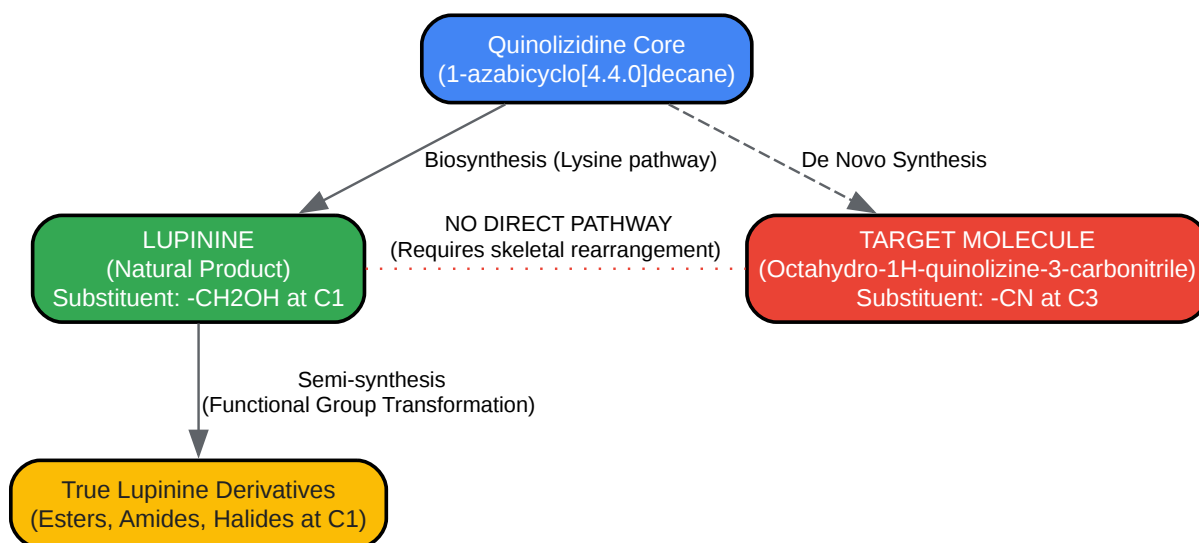 Quinolizidine Core
(1-azabicyclo[4.4.0]decane)
Biosynthesis (Lysine pathway)
De Novo Synthesis
NO DIRECT PATHWAY
(Requires skeletal rearrangement)
LUPININE
(Natural Product)
Substituent: -CH2OH at C1
TARGET MOLECULE
(Octahydro-1H-quinolizine-3-carbonitrile)
Substituent: -CN at C3
Semi-synthesis
(Functional Group Transformation)
True Lupinine Derivatives
(Esters, Amides, Halides at C1)